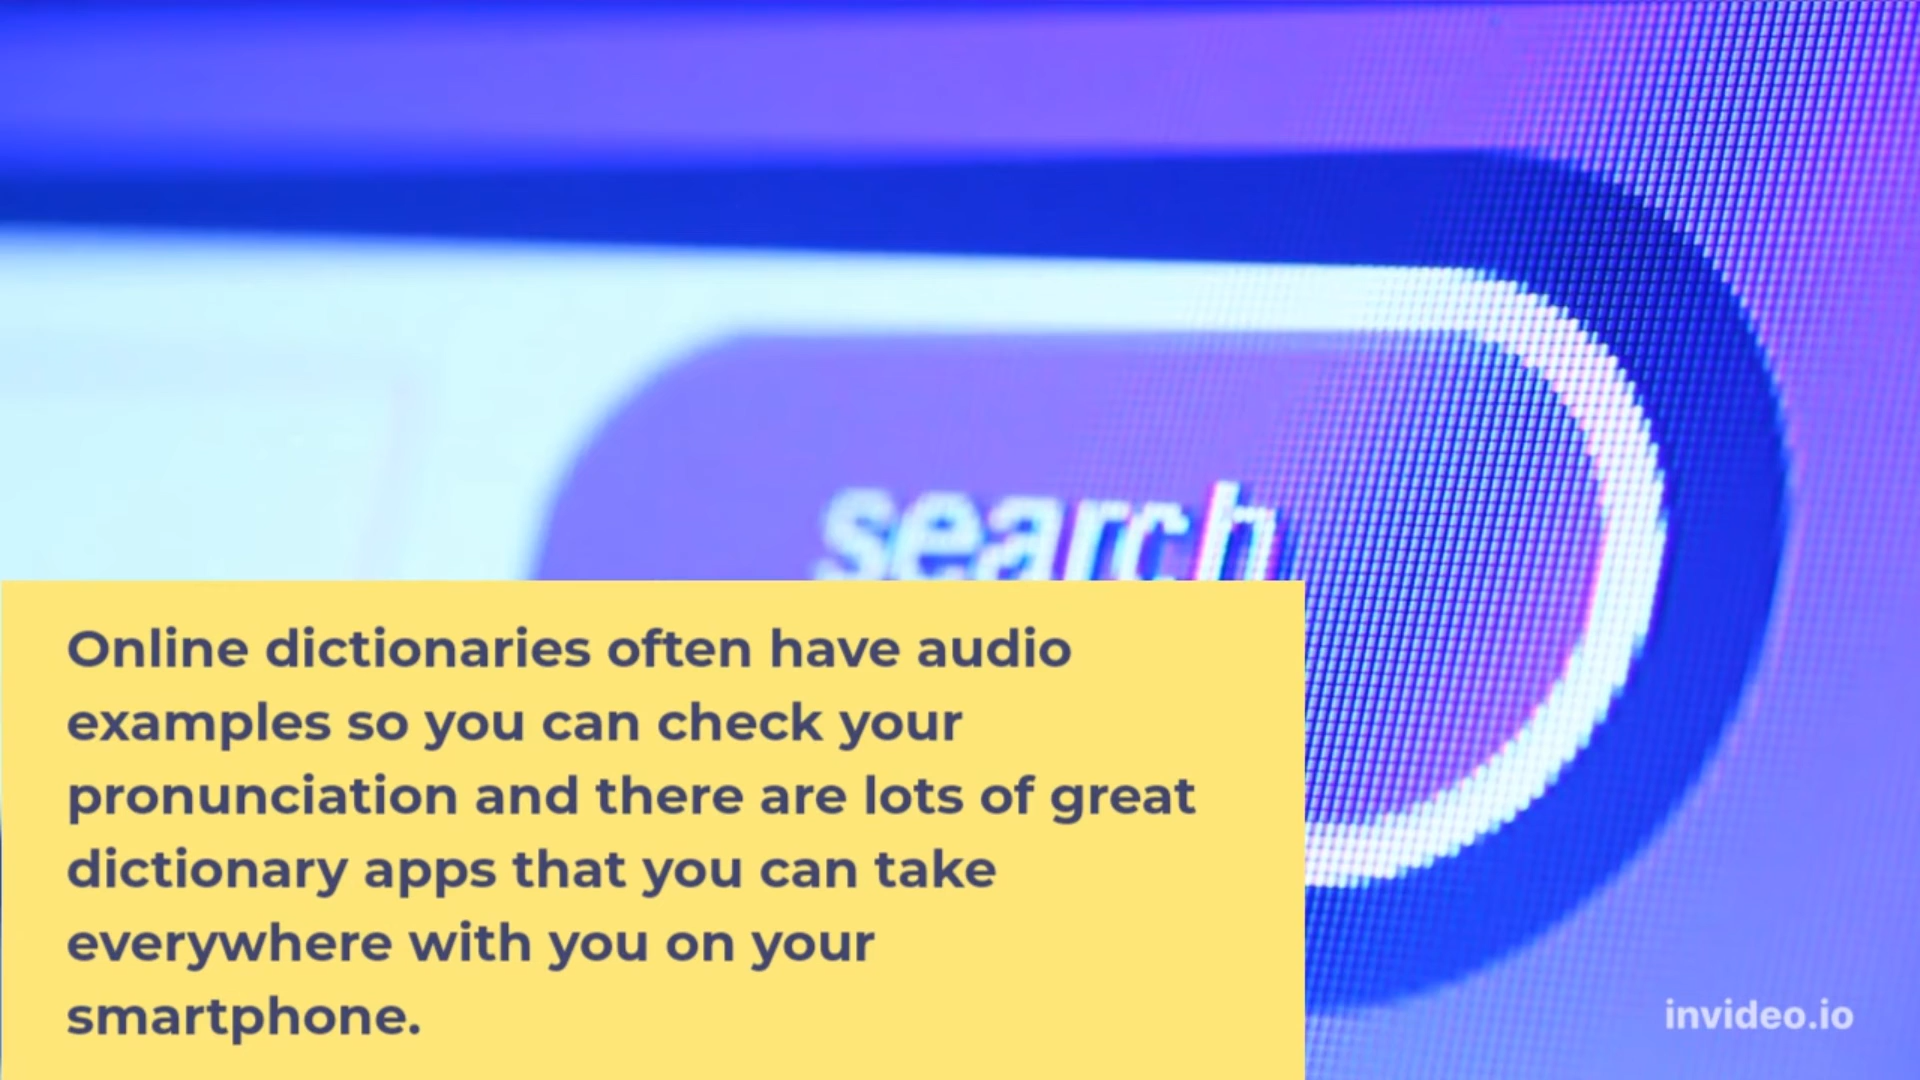 search
Online dictionaries often have audio
examples so you can check your
pronunciation and there are lots of great
dictionary apps that you can take
everywhere with you on your
smartphone.
invideo.io